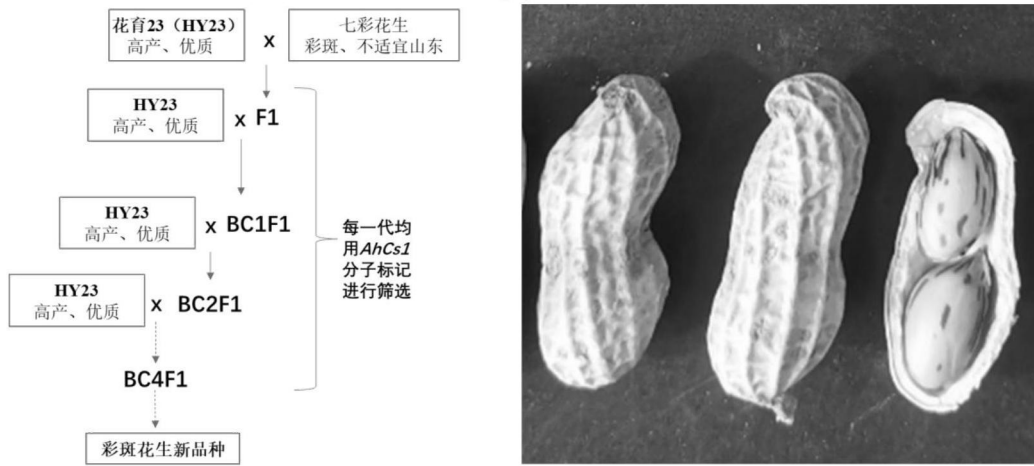 花育23（HY23）
高产、优质
x
七彩花生
彩斑、不适宜山东
HY23
高产、优质
x F1
HY23
高产、优质
x BC1F1
HY23
高产、优质
x BC2F1
BC4F1
彩斑花生新品种
每一代均
用AhCs1
分子标记
进行筛选